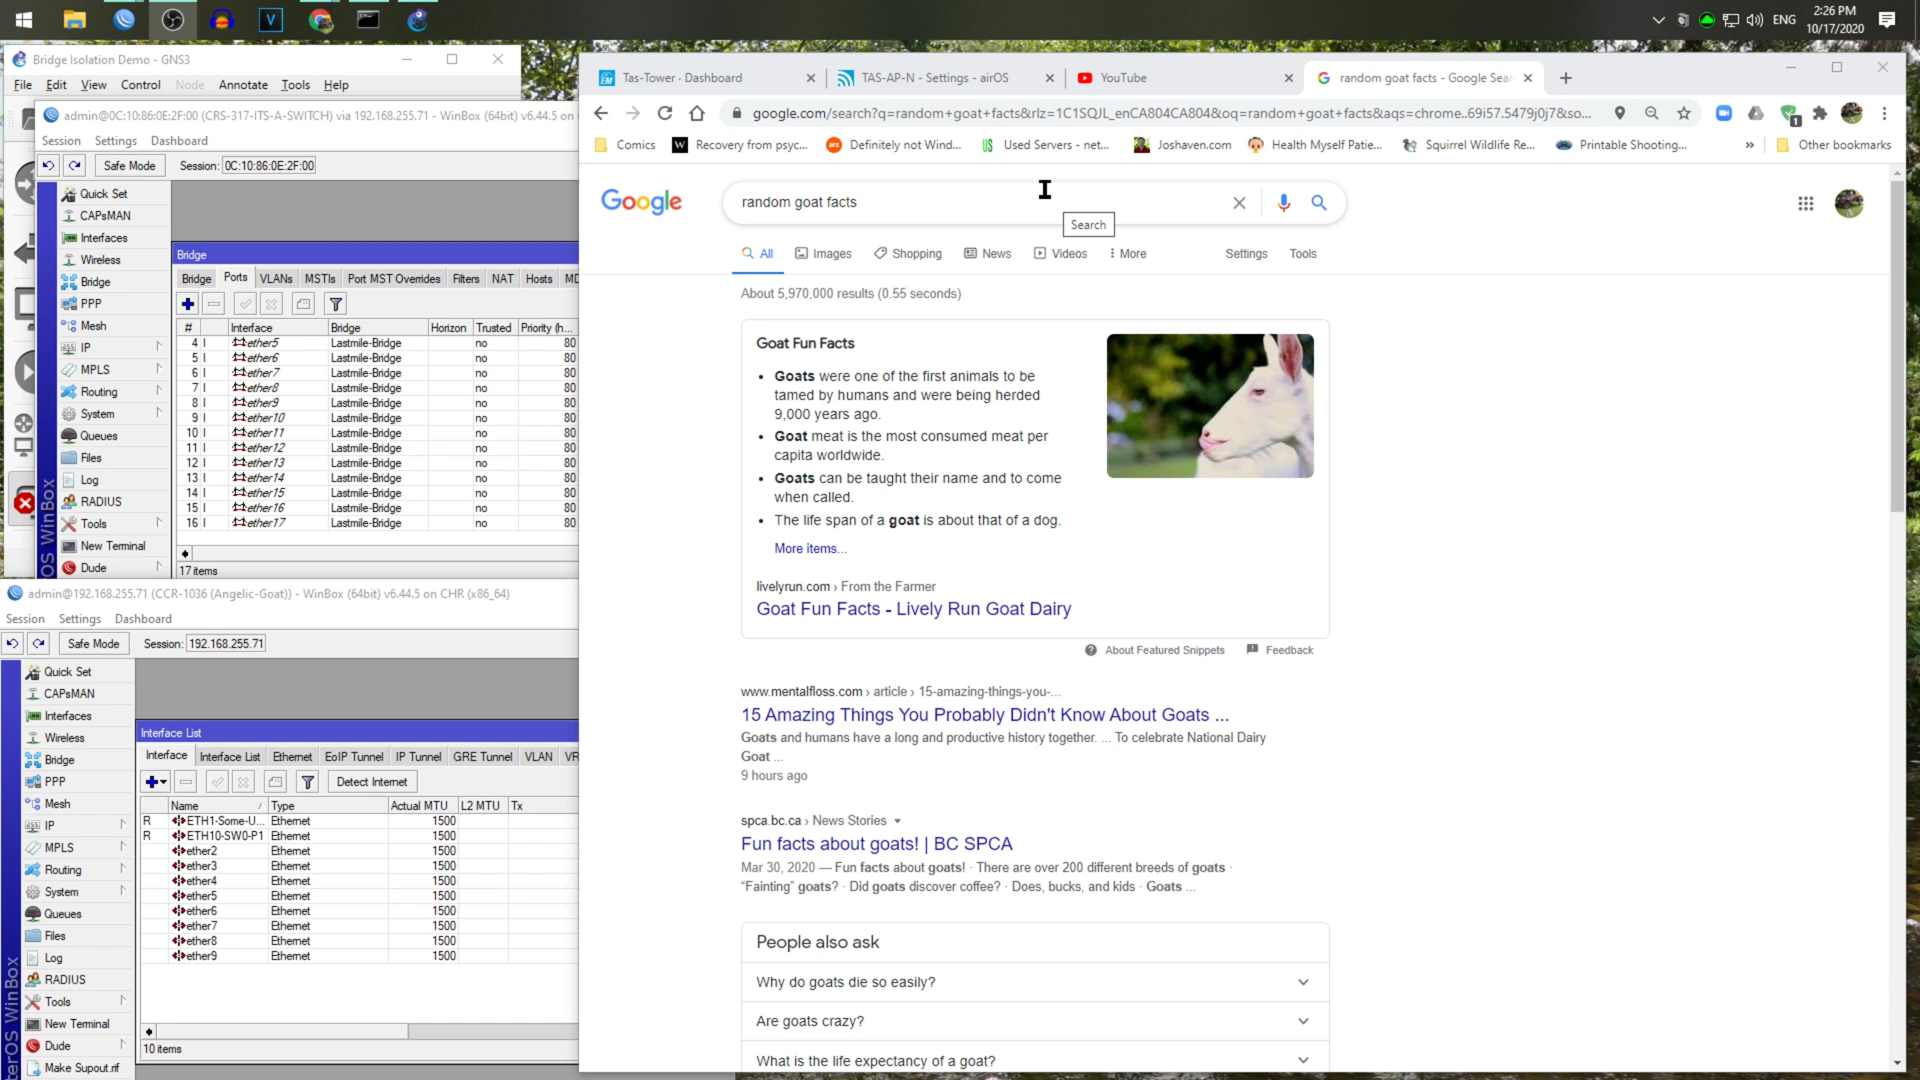 2:26 PM
ENG
10/17/2020
Bridge Isolation Demo - GNS3
File Edit View Control Node Annotate Tools Help
admin@0C:10:86:0E:2F:00 (CRS-317-ITS-A-SWITCH) via 192.168.255.71 - WinBox (64bit) v6.44.5 on
Session Settings Dashboard
Safe Mode Session: 0C:10:86:0E:2F:00
Quick Set
CAPsMAN
Interfaces
Wireless
Bridge
PPP
Mesh
IP
MPLS
Routing
System
Queues
Files
Log
RADIUS
Tools
New Terminal
Dude
OS WinBox
Bridge
Bridge Ports VLANs MSTIs Port MST Overrides Filters NAT Hosts MD
# Interface Bridge Horizon Trusted Priority (h...
4 I ether5 Lastmile-Bridge no 80
5 I ether6 Lastmile-Bridge no 80
6 I ether7 Lastmile-Bridge no 80
7 I ether8 Lastmile-Bridge no 80
8 I ether9 Lastmile-Bridge no 80
9 I ether10 Lastmile-Bridge no 80
10 I ether11 Lastmile-Bridge no 80
11 I ether12 Lastmile-Bridge no 80
12 I ether13 Lastmile-Bridge no 80
13 I ether14 Lastmile-Bridge no 80
14 I ether15 Lastmile-Bridge no 80
15 I ether16 Lastmile-Bridge no 80
16 I ether17 Lastmile-Bridge no 80
17 items
admin@192.168.255.71 (CCR-1036 (Angelic-Goat)) - WinBox (64bit) v6.44.5 on CHR (x86_64)
Session Settings Dashboard
Safe Mode Session: 192.168.255.71
Quick Set
CAPsMAN
Interfaces
Wireless
Bridge
PPP
Mesh
IP
MPLS
Routing
System
Queues
Files
Log
RADIUS
Tools
New Terminal
Dude
Make Supout.rif
terOS WinBox
Interface List
Interface Interface List Ethernet EoIP Tunnel IP Tunnel GRE Tunnel VLAN VR
Detect Internet
Name Type Actual MTU L2 MTU Tx
R ETH1-Some-U... Ethernet 1500
R ETH10-SW0-P1 Ethernet 1500
ether2 Ethernet 1500
ether3 Ethernet 1500
ether4 Ethernet 1500
ether5 Ethernet 1500
ether6 Ethernet 1500
ether7 Ethernet 1500
ether8 Ethernet 1500
ether9 Ethernet 1500
10 items
Tas-Tower - Dashboard TAS-AP-N - Settings - airOS YouTube random goat facts - Google Sear
google.com/search?q=random+goat+facts&rlz=1C1SQJL_enCA804CA804&oq=random+goat+facts&aqs=chrome..69i57.5479j0j7&so...
Comics Recovery from psyc... Definitely not Wind... Used Servers - net... Joshaven.com Health Myself Patie... Squirrel Wildlife Re... Printable Shooting... » Other bookmarks
Google random goat facts
Search
All Images Shopping News Videos More Settings Tools
About 5,970,000 results (0.55 seconds)
Goat Fun Facts
• Goats were one of the first animals to be
tamed by humans and were being herded
9,000 years ago.
• Goat meat is the most consumed meat per
capita worldwide.
• Goats can be taught their name and to come
when called.
• The life span of a goat is about that of a dog.
More items...
livelyrun.com › From the Farmer
Goat Fun Facts - Lively Run Goat Dairy
About Featured Snippets Feedback
www.mentalfloss.com › article › 15-amazing-things-you-...
15 Amazing Things You Probably Didn't Know About Goats ...
Goats and humans have a long and productive history together. ... To celebrate National Dairy
Goat ...
9 hours ago
spca.bc.ca › News Stories
Fun facts about goats! | BC SPCA
Mar 30, 2020 — Fun facts about goats! · There are over 200 different breeds of goats ·
"Fainting" goats? · Did goats discover coffee? · Does, bucks, and kids · Goats ...
People also ask
Why do goats die so easily?
Are goats crazy?
What is the life expectancy of a goat?